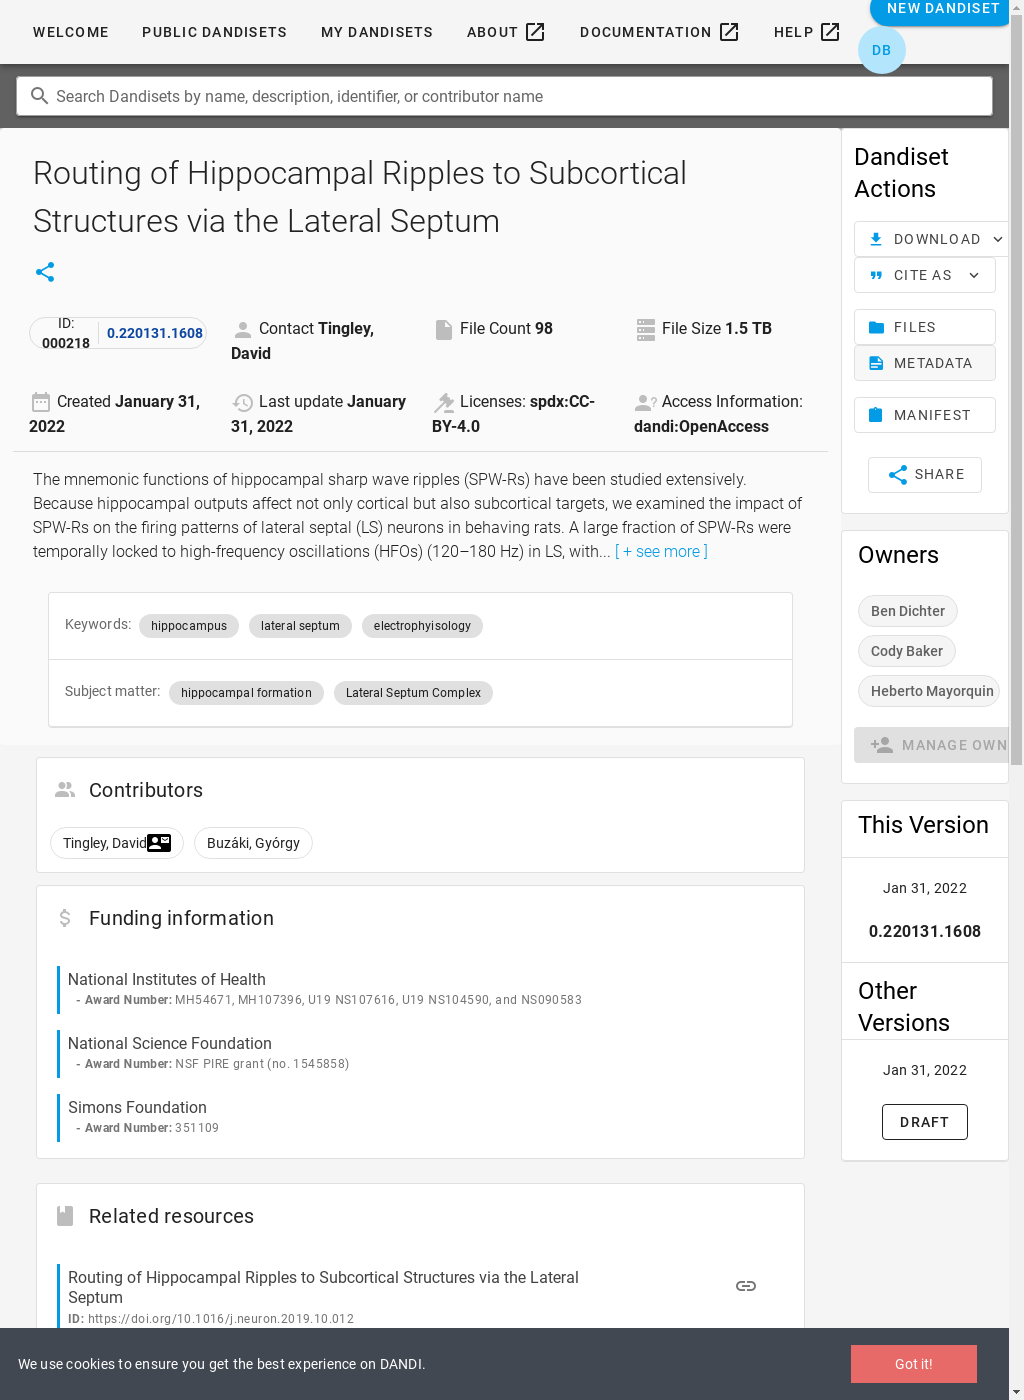 WELCOME
PUBLIC DANDISETS
MY DANDISETS
ABOUT
DOCUMENTATION
HELP
NEW DANDISET
DB
Search Dandisets by name, description, identifier, or contributor name
Routing of Hippocampal Ripples to Subcortical
Structures via the Lateral Septum
ID:
000218
0.220131.1608
Contact Tingley,
David
File Count 98
File Size 1.5 TB
Created January 31,
2022
Last update January
31, 2022
Licenses: spdx:CC-
BY-4.0
Access Information:
dandi:OpenAccess
The mnemonic functions of hippocampal sharp wave ripples (SPW-Rs) have been studied extensively.
Because hippocampal outputs affect not only cortical but also subcortical targets, we examined the impact of
SPW-Rs on the firing patterns of lateral septal (LS) neurons in behaving rats. A large fraction of SPW-Rs were
temporally locked to high-frequency oscillations (HFOs) (120–180 Hz) in LS, with... [ + see more ]
Keywords:
hippocampus
lateral septum
electrophyisology
Subject matter:
hippocampal formation
Lateral Septum Complex
Contributors
Tingley, David
Buzáki, Gyórgy
Funding information
National Institutes of Health
- Award Number: MH54671, MH107396, U19 NS107616, U19 NS104590, and NS090583
National Science Foundation
- Award Number: NSF PIRE grant (no. 1545858)
Simons Foundation
- Award Number: 351109
Related resources
Routing of Hippocampal Ripples to Subcortical Structures via the Lateral
Septum
ID: https://doi.org/10.1016/j.neuron.2019.10.012
Dandiset
Actions
DOWNLOAD
CITE AS
FILES
METADATA
MANIFEST
SHARE
Owners
Ben Dichter
Cody Baker
Heberto Mayorquin
MANAGE OWN
This Version
Jan 31, 2022
0.220131.1608
Other
Versions
Jan 31, 2022
DRAFT
We use cookies to ensure you get the best experience on DANDI.
Got it!